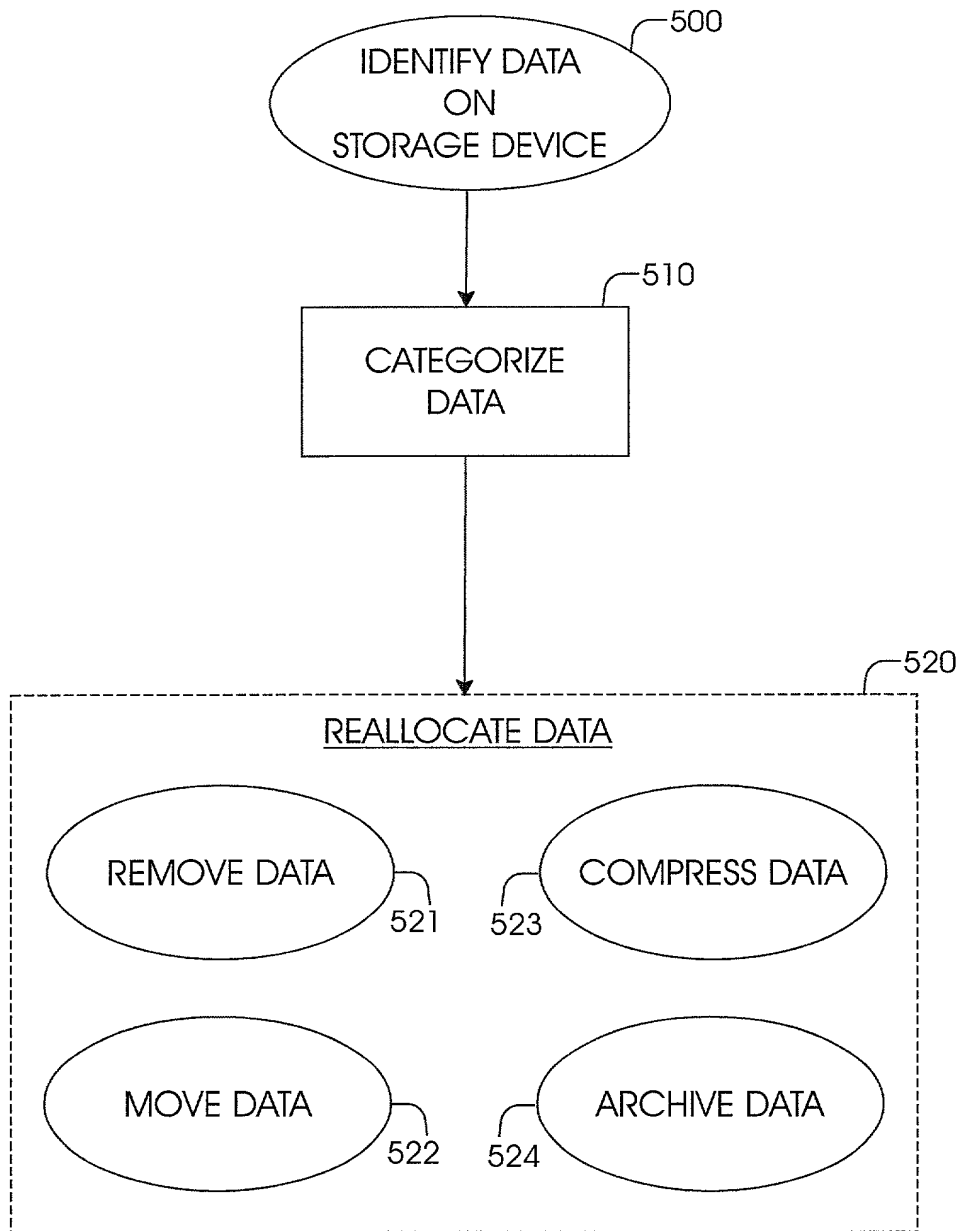 500
IDENTIFY DATA
ON
STORAGE DEVICE
510
CATEGORIZE
DATA
520
REALLOCATE DATA
REMOVE DATA
521
COMPRESS DATA
523
MOVE DATA
522
ARCHIVE DATA
524